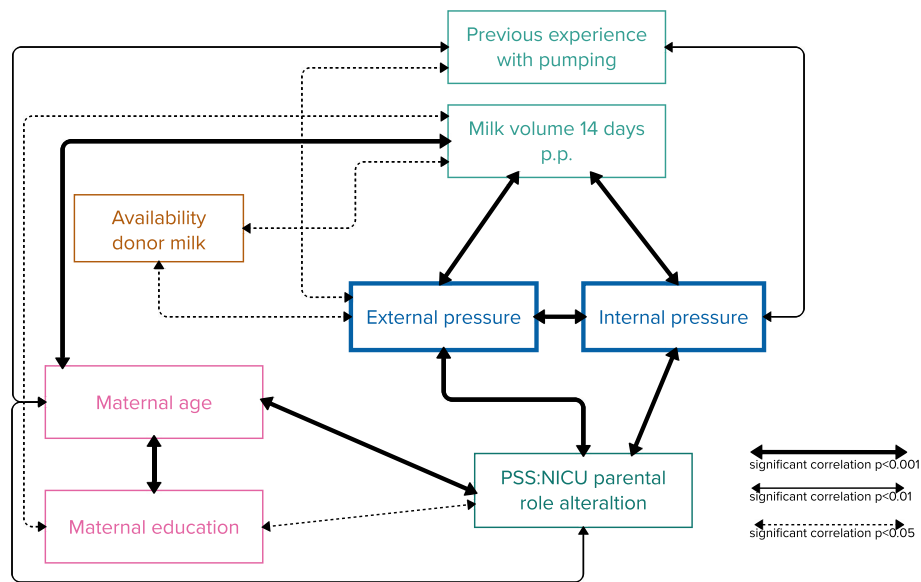 Previous experience
with pumping
Milk volume 14 days
p.p.
Availability
donor milk
External pressure
Internal pressure
Maternal age
PSS:NICU parental
role alteraltion
Maternal education
significant correlation p<0.001
significant correlation p<0.01
significant correlation p<0.05